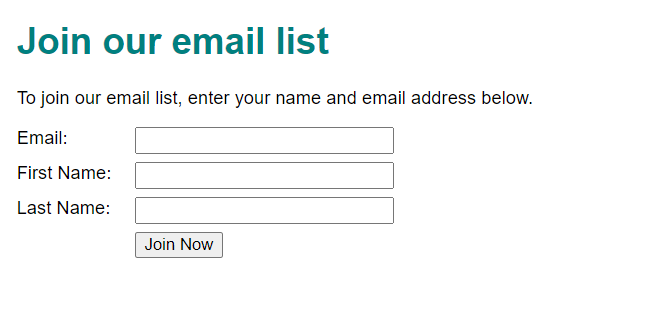 Join our email list
To join our email list, enter your name and email address below.
Email:
First Name:
Last Name:
Join Now